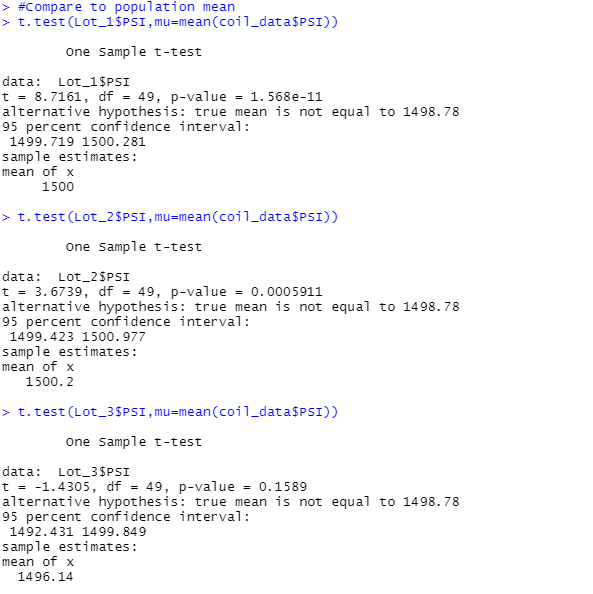 > #Compare to population mean
> t.test(Lot_1$PSI,mu=mean(coil_data$PSI))

        One Sample t-test

data:  Lot_1$PSI
t = 8.7161, df = 49, p-value = 1.568e-11
alternative hypothesis: true mean is not equal to 1498.78
95 percent confidence interval:
 1499.719 1500.281
sample estimates:
mean of x
     1500

> t.test(Lot_2$PSI,mu=mean(coil_data$PSI))

        One Sample t-test

data:  Lot_2$PSI
t = 3.6739, df = 49, p-value = 0.0005911
alternative hypothesis: true mean is not equal to 1498.78
95 percent confidence interval:
 1499.423 1500.977
sample estimates:
mean of x
   1500.2

> t.test(Lot_3$PSI,mu=mean(coil_data$PSI))

        One Sample t-test

data:  Lot_3$PSI
t = -1.4305, df = 49, p-value = 0.1589
alternative hypothesis: true mean is not equal to 1498.78
95 percent confidence interval:
 1492.431 1499.849
sample estimates:
mean of x
  1496.14